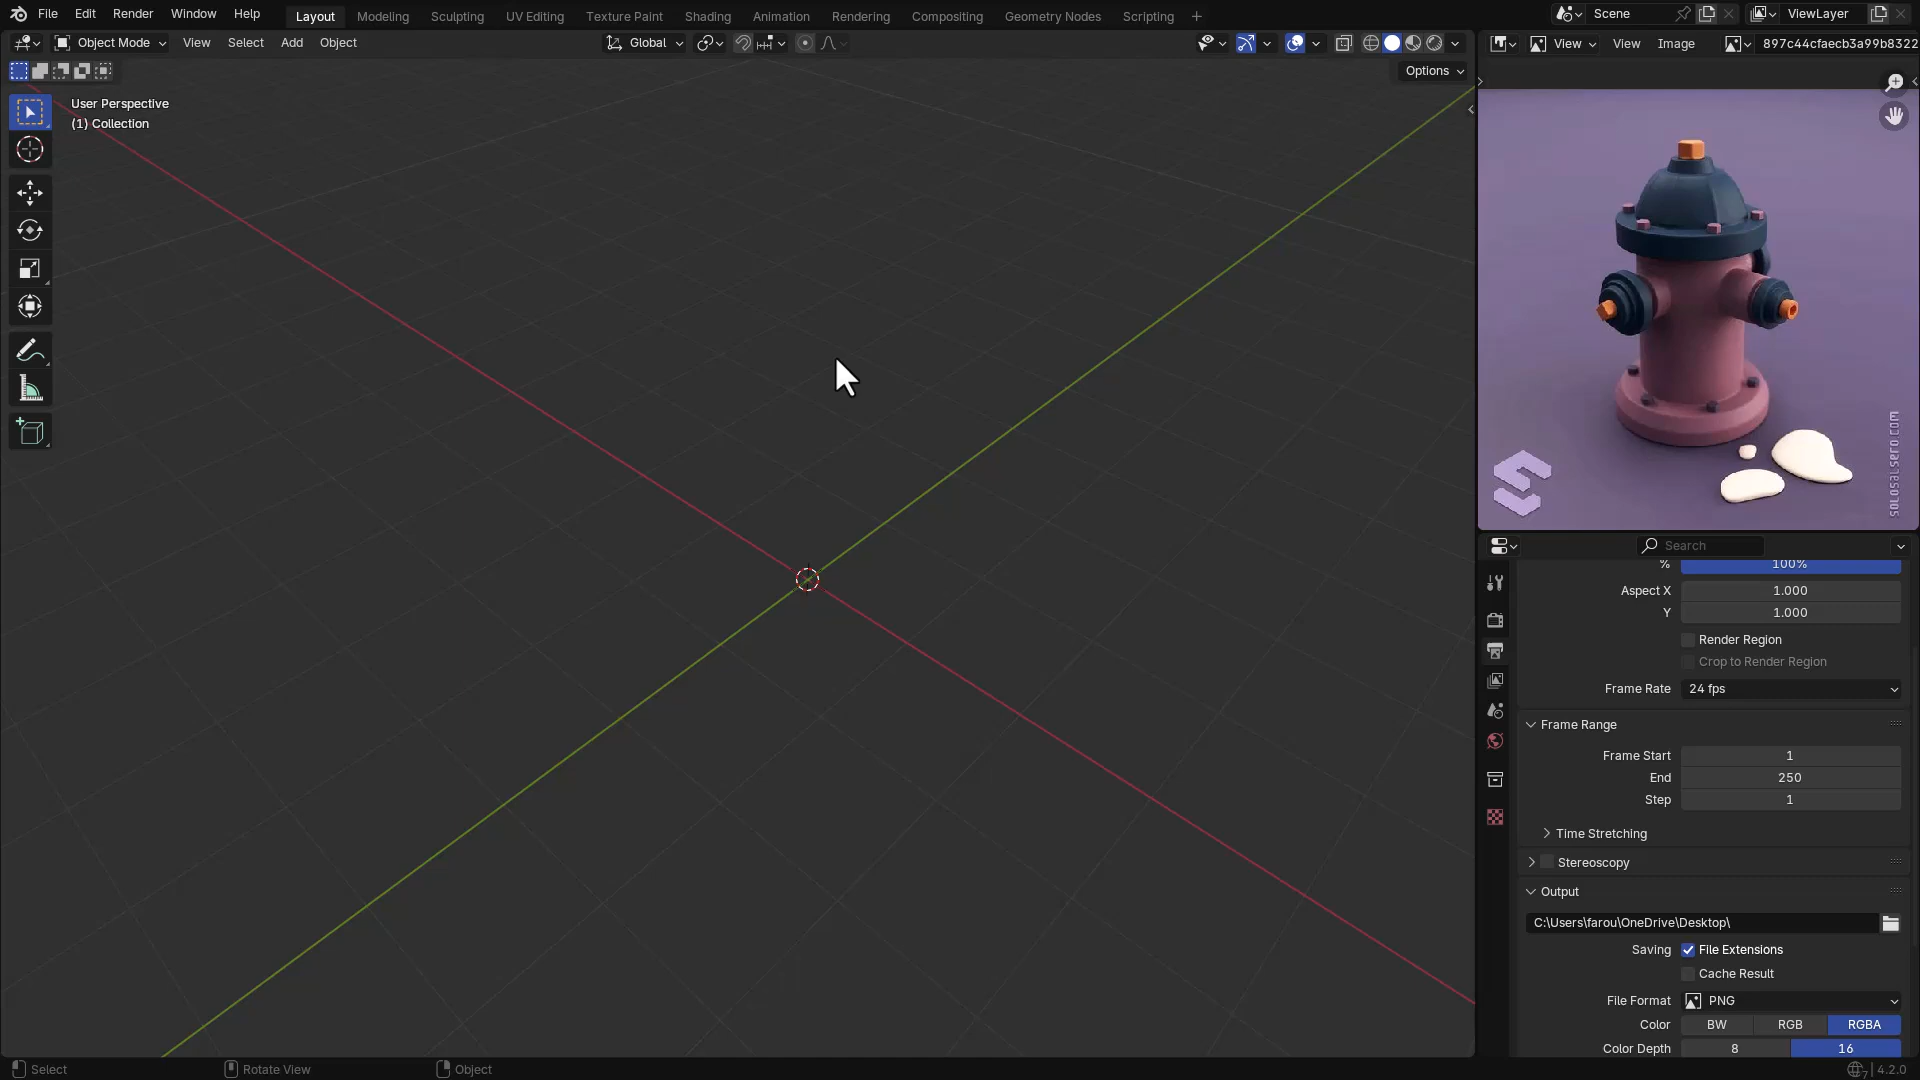 File Edit Render Window Help Layout Modeling Sculpting UV Editing Texture Paint Shading Animation Rendering Compositing Geometry Nodes Scripting + Scene ViewLayer
Object Mode View Select Add Object Global View View Image 897c44cfaecb3a99b8322
Options
User Perspective
(1) Collection
SOLOSALSERO.COM
Search
% 100%
Aspect X 1.000
Y 1.000
Render Region
Crop to Render Region
Frame Rate 24 fps
Frame Range
Frame Start 1
End 250
Step 1
Time Stretching
Stereoscopy
Output
C:\Users\farou\OneDrive\Desktop\
Saving File Extensions
Cache Result
File Format PNG
Color BW RGB RGBA
Color Depth 8 16
Select Rotate View Object 4.2.0